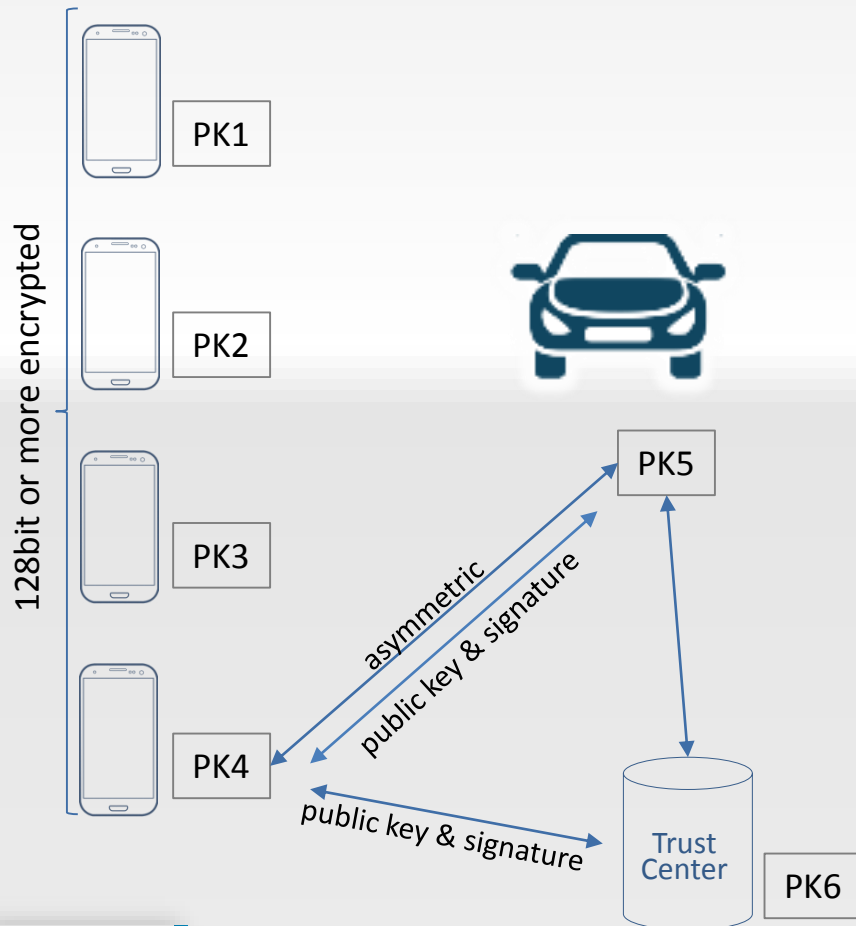 128bit or more encrypted
PK1
PK2
PK3
PK4
asymmetric
public key & signature
public key & signature
PK5
Trust
Center
PK6